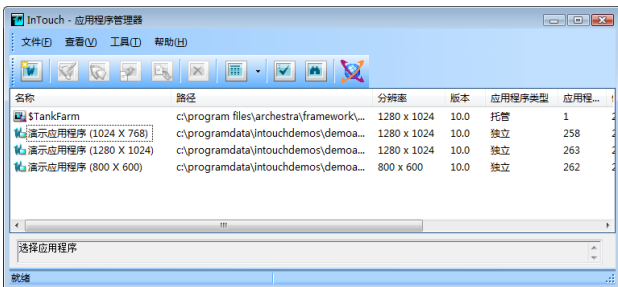 InTouch - 应用程序管理器
文件(F) 查看(V) 工具(T) 帮助(H)
名称 路径 分辨率 版本 应用程序类型 应用程...
$TankFarm c:\program files\archestra\framework\... 1280 x 1024 10.0 托管 1 2
演示应用程序 (1024 X 768) c:\programdata\intouchdemos\demoa... 1280 x 1024 10.0 独立 258 2
演示应用程序 (1280 X 1024) c:\programdata\intouchdemos\demoa... 1280 x 1024 10.0 独立 263 2
演示应用程序 (800 X 600) c:\programdata\intouchdemos\demoa... 800 x 600 10.0 独立 262 2
选择应用程序
就绪